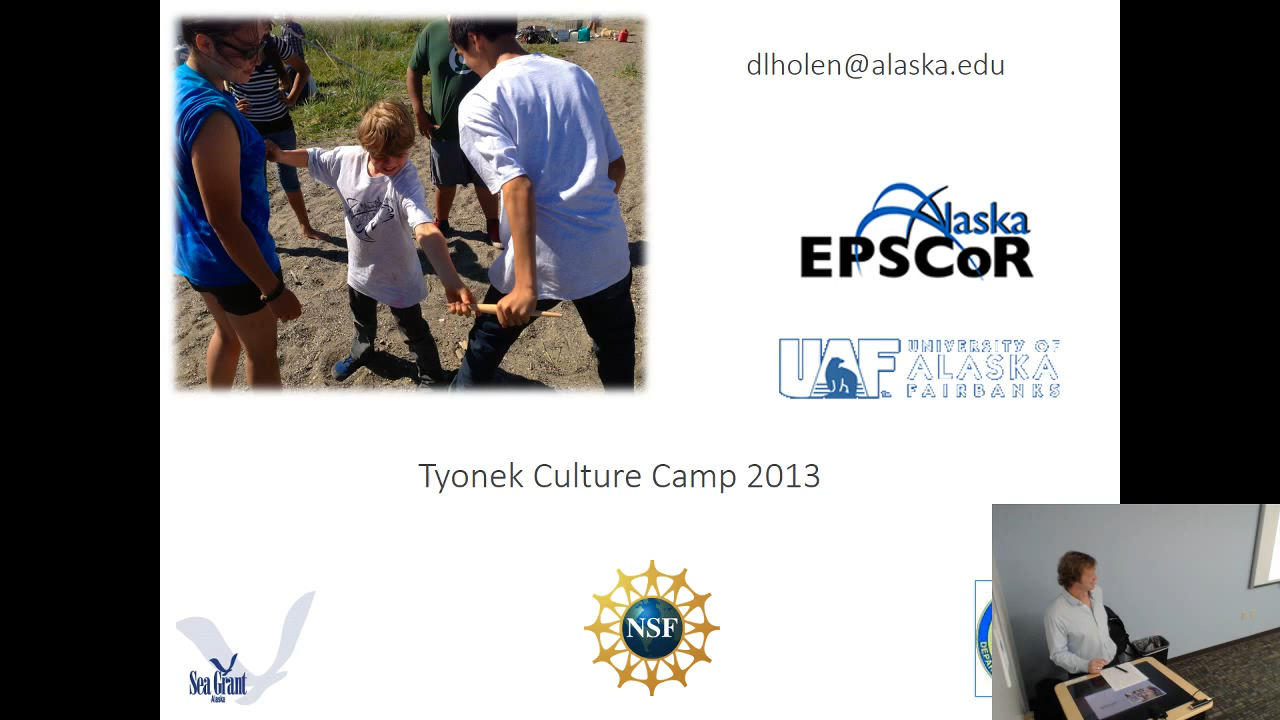 dlholen@alaska.edu
Alaska
EPSCoR
UAF
UNIVERSITY OF
ALASKA
FAIRBANKS
Tyonek Culture Camp 2013
NSF
Sea Grant
Alaska